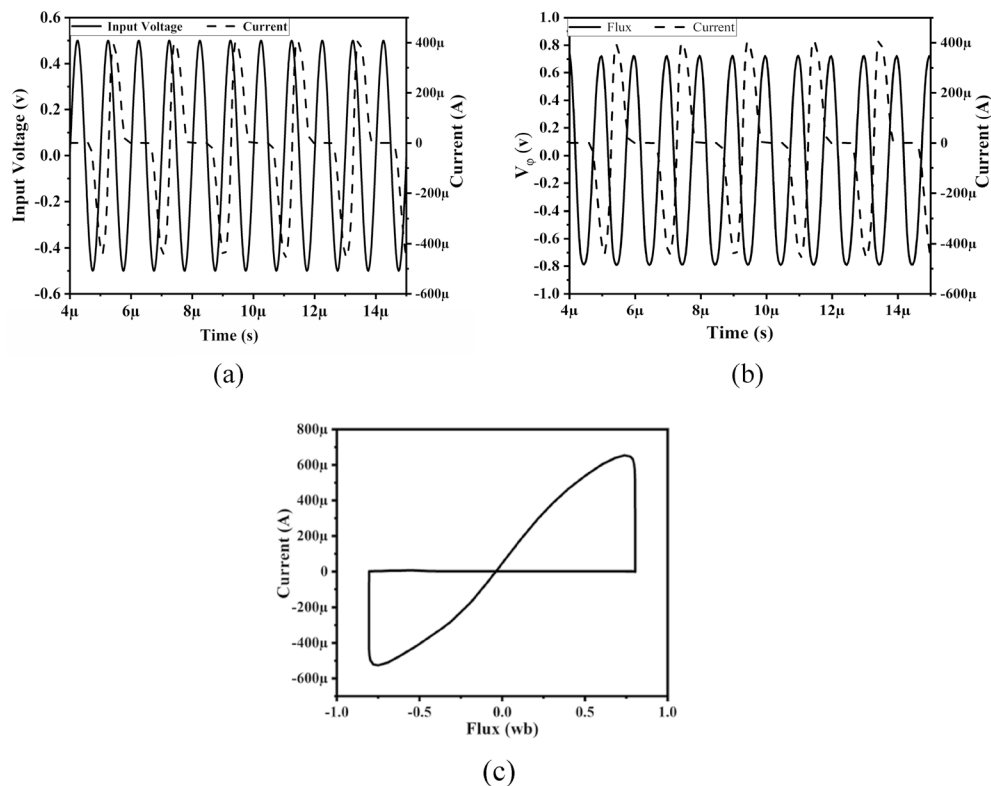 Input Voltage Current
0.6
0.4
0.2
0.0
-0.2
-0.4
-0.6
Input Voltage (v)
400µ
200µ
0
-200µ
-400µ
-600µ
Current (A)
4µ 6µ 8µ 10µ 12µ 14µ
Time (s)
(a)
Flux Current
1.0
0.8
0.6
0.4
0.2
0.0
-0.2
-0.4
-0.6
-0.8
-1.0
Vφ (v)
400µ
200µ
0
-200µ
-400µ
-600µ
Current (A)
4µ 6µ 8µ 10µ 12µ 14µ
Time (s)
(b)
800µ
600µ
400µ
200µ
0
-200µ
-400µ
-600µ
Current (A)
-1.0 -0.5 0.0 0.5 1.0
Flux (wb)
(c)